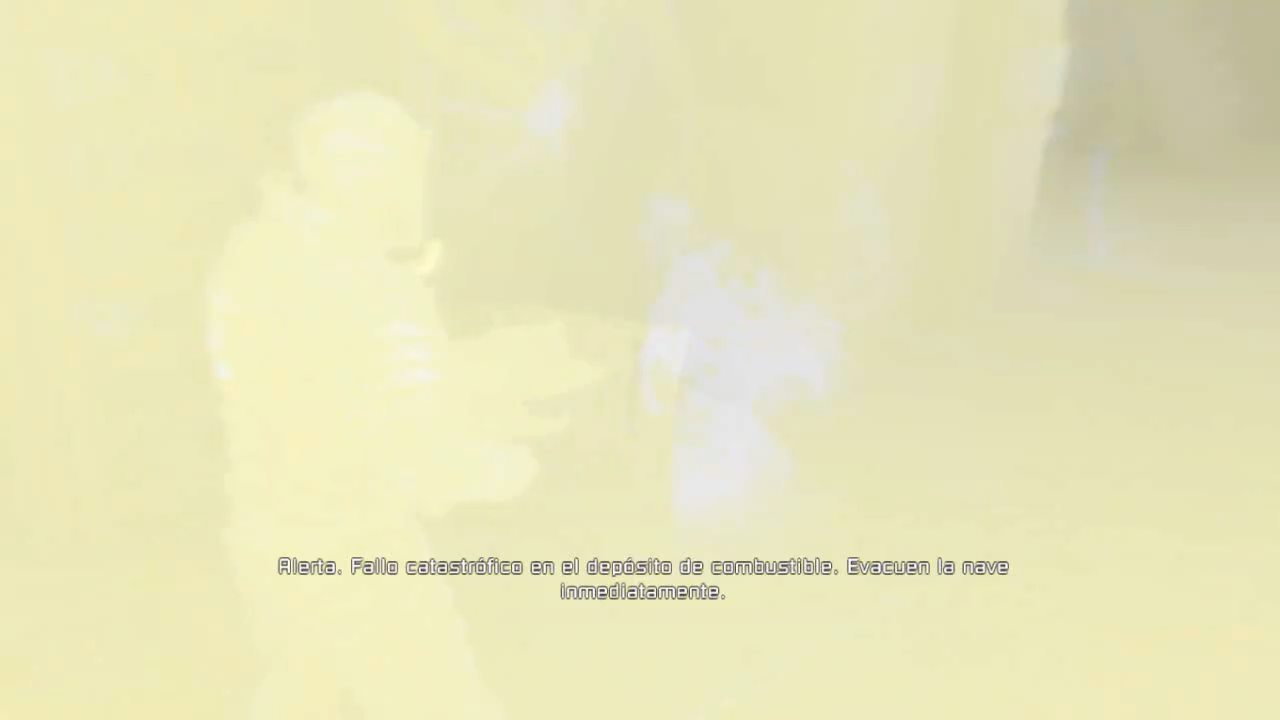 Alerta. Fallo catastrófico en el depósito de combustible. Evacuen la nave
inmediatamente.